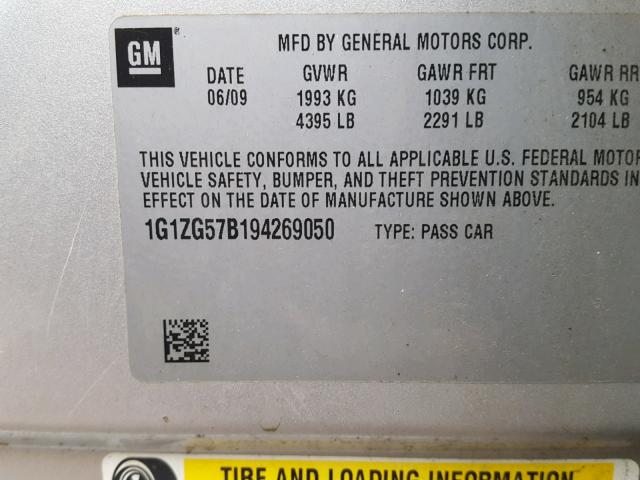 GM
MFD BY GENERAL MOTORS CORP.
DATE GVWR GAWR FRT GAWR RR
06/09 1993 KG 1039 KG 954 KG
4395 LB 2291 LB 2104 LB
THIS VEHICLE CONFORMS TO ALL APPLICABLE U.S. FEDERAL MOTOR
VEHICLE SAFETY, BUMPER, AND THEFT PREVENTION STANDARDS IN
EFFECT ON THE DATE OF MANUFACTURE SHOWN ABOVE.
1G1ZG57B194269050 TYPE: PASS CAR
TIRE AND LOADING INFORMATION